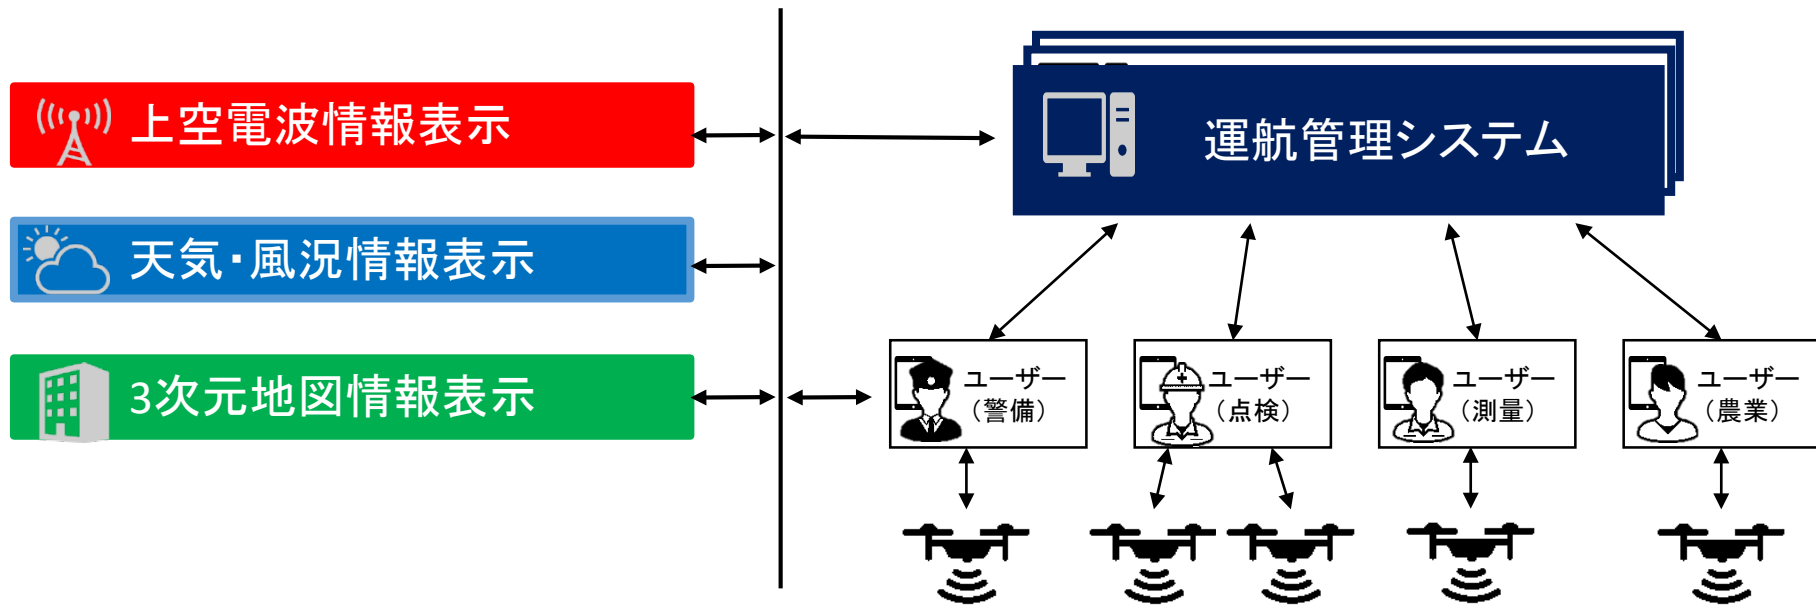 上空電波情報表示
運航管理システム
天気・風況情報表示
3次元地図情報表示
ユーザー
（警備）
ユーザー
（点検）
ユーザー
（測量）
ユーザー
（農業）